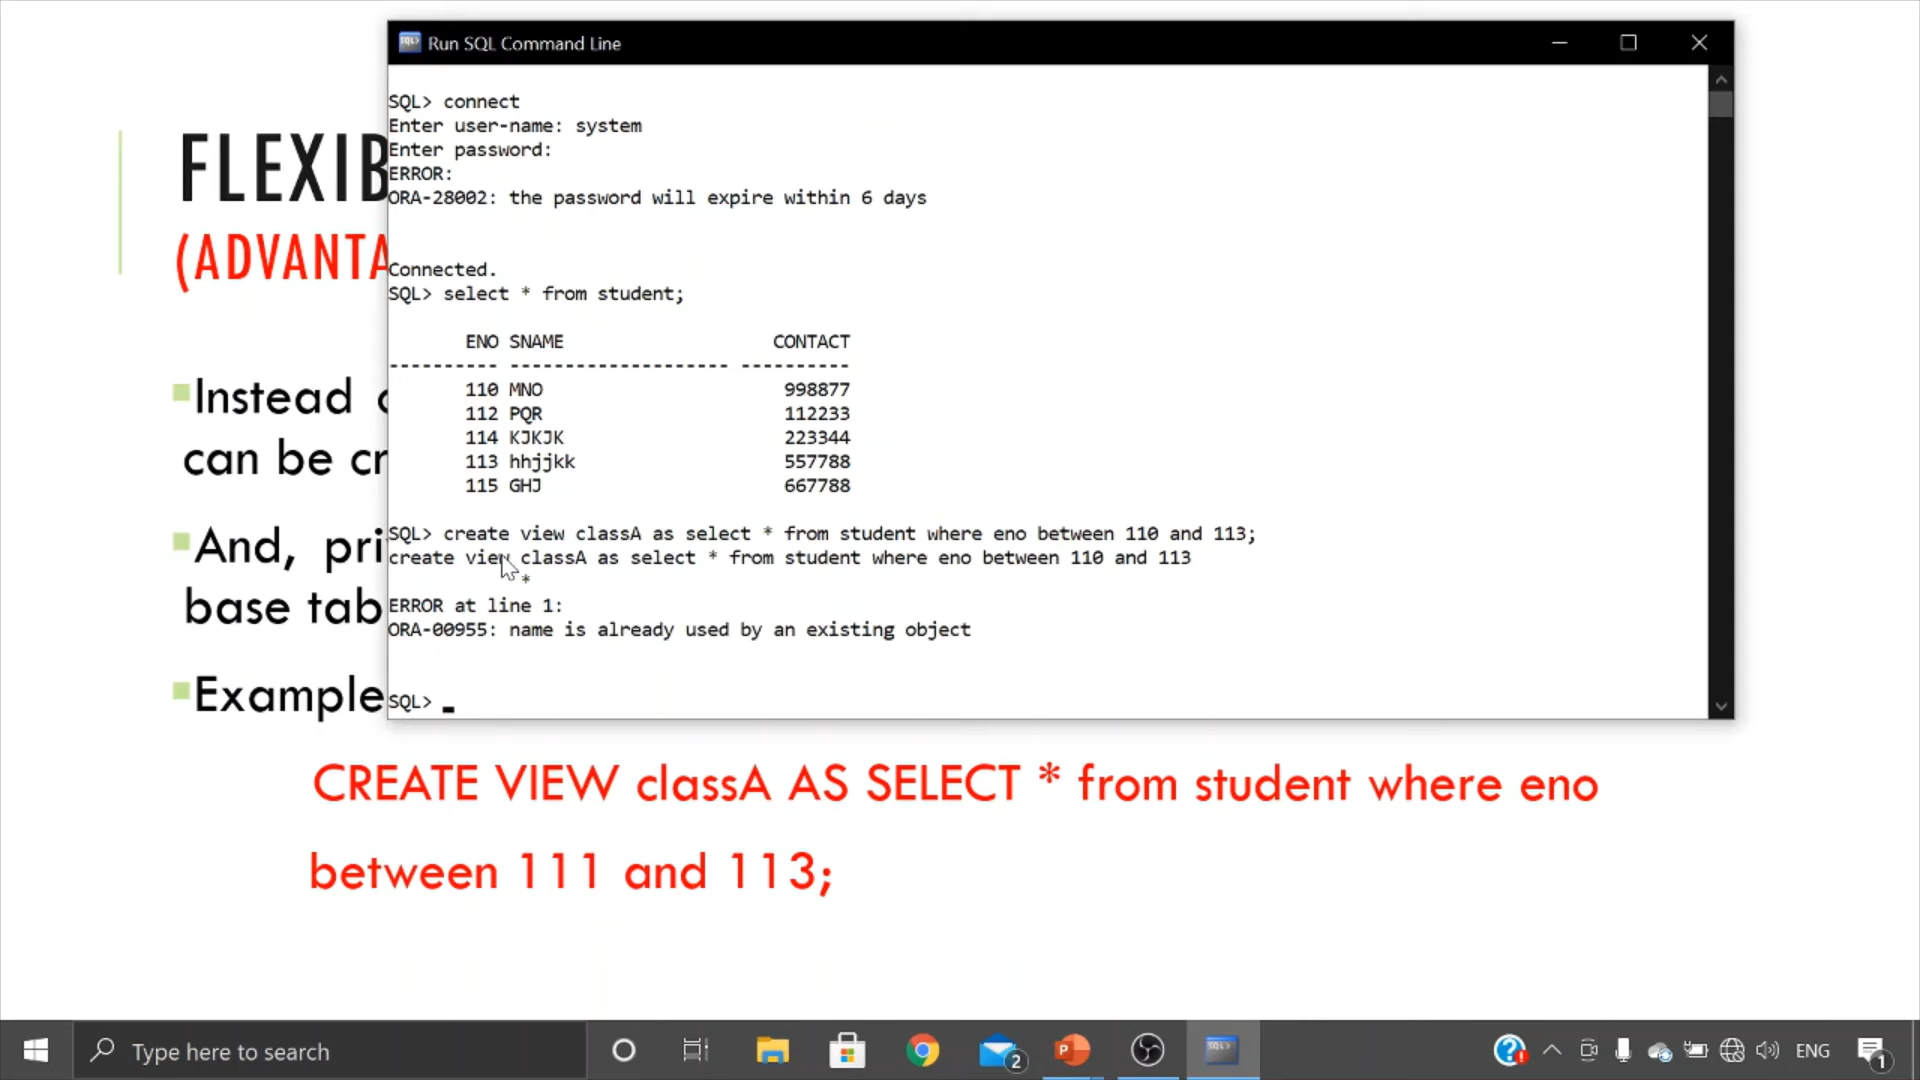 Run SQL Command Line
SQL> connect
Enter user-name: system
Enter password:
ERROR:
ORA-28002: the password will expire within 6 days
Connected.
SQL> select * from student;
ENO SNAME CONTACT
---------- -------------------- ----------
110 MNO 998877
112 PQR 112233
114 KJKJK 223344
113 hhjjkk 557788
115 GHJ 667788
SQL> create view classA as select * from student where eno between 110 and 113;
create view classA as select * from student where eno between 110 and 113
*
ERROR at line 1:
ORA-00955: name is already used by an existing object
SQL>
FLEXIB
(ADVANTA
Instead
can be cr
And, pri
base tab
Example
CREATE VIEW classA AS SELECT * from student where eno
between 111 and 113;
Type here to search
2
P
SQL>
ENG
1